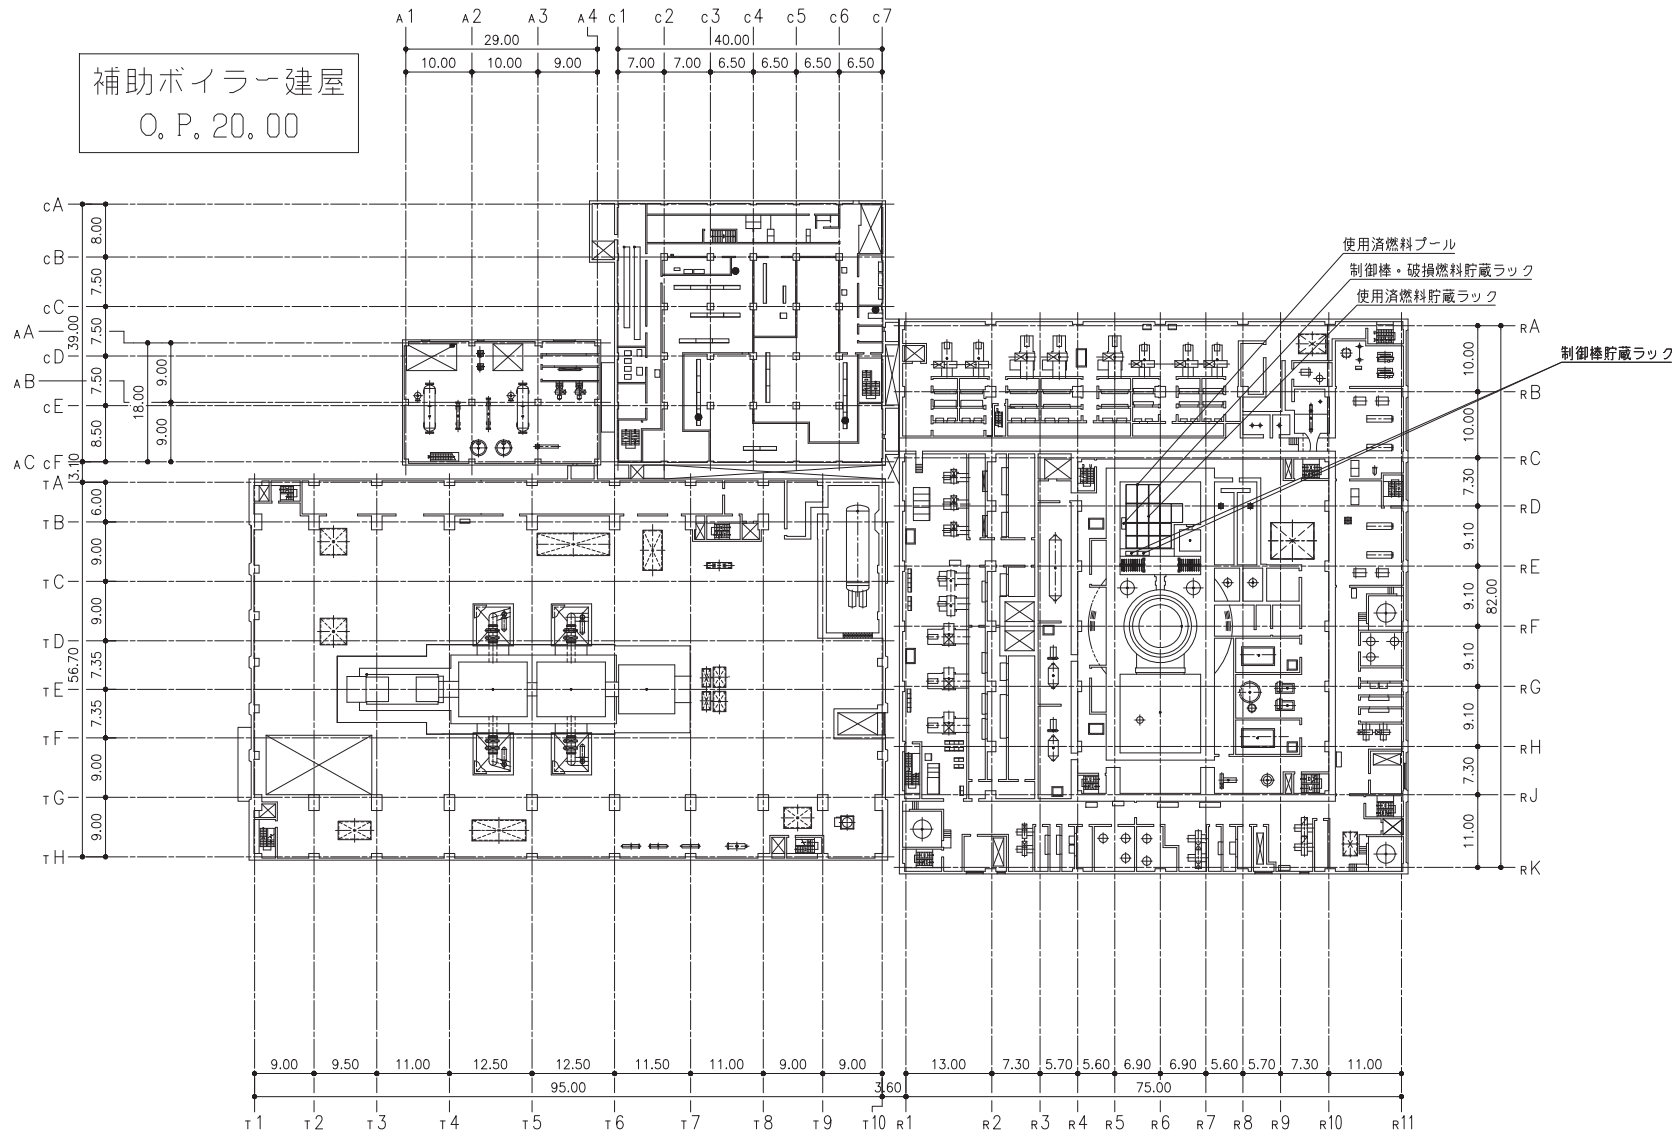 A1 A2 A3 A4 C1 C2 C3 C4 C5 C6 C7
29.00 40.00
10.00 10.00 9.00 7.00 7.00 6.50 6.50 6.50 6.50
補助ボイラー建屋
O.P.20.00
CA
8.00
CB
7.50
CC
39.00
7.50
AA
CD
7.50
AB
CE
8.50
AC CF
18.00
9.00
9.00
3.10
TA
6.00
TB
9.00
TC
9.00
TD
7.35
56.70
TE
7.35
TF
9.00
TG
9.00
TH
使用済燃料プール
制御棒・破損燃料貯蔵ラック
使用済燃料貯蔵ラック
制御棒貯蔵ラック
RA
10.00
RB
10.00
RC
7.30
RD
9.10
RE
9.10
82.00
RF
9.10
RG
9.10
RH
7.30
RJ
11.00
RK
9.00 9.50 11.00 12.50 12.50 11.50 11.00 9.00 9.00 13.00 7.30 5.70 5.60 6.90 6.90 5.60 5.70 7.30 11.00
95.00 3.60 75.00
T1 T2 T3 T4 T5 T6 T7 T8 T9 T10 R1 R2 R3 R4 R5 R6 R7 R8 R9 R10 R11